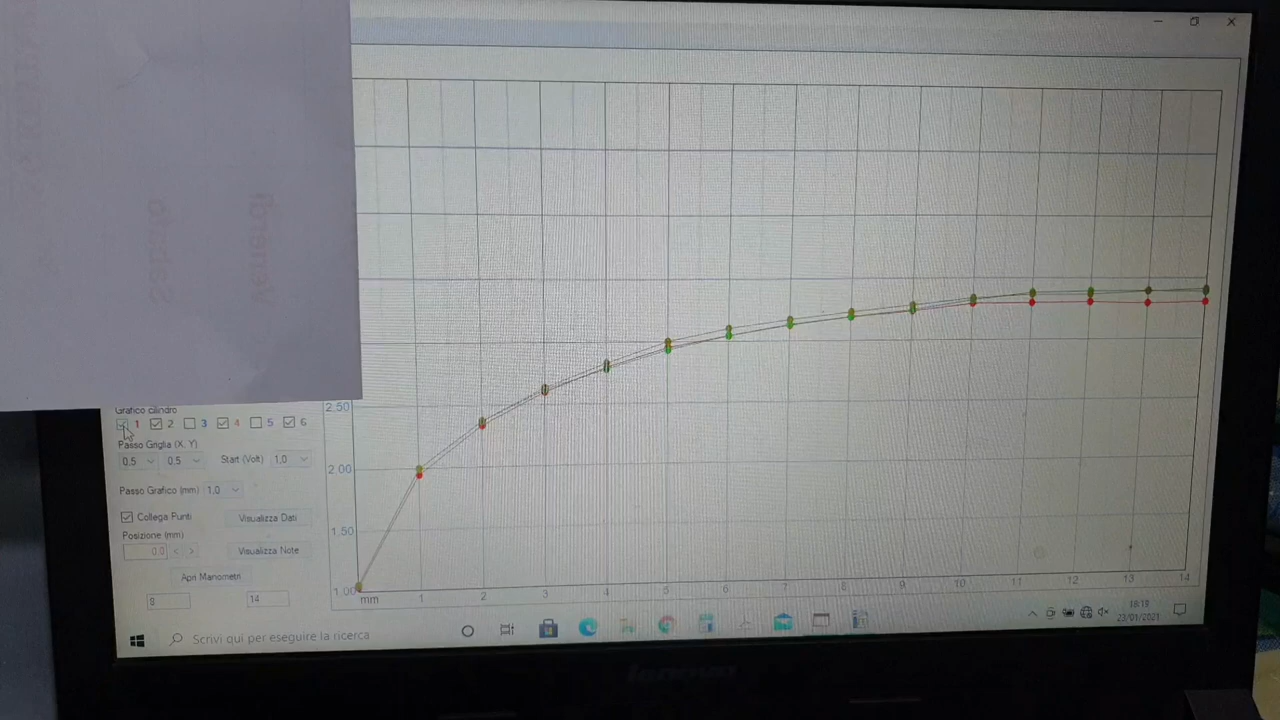 Grafico cilindro
1 2 3 4 5 6
Passo Griglia (X, Y)
0.5 0.5 Start (Volt) 1,0
Passo Grafico (mm) 1,0
Collega Punti Visualizza Dati
Posizione (mm)
0,0 < > Visualizza Note
Apri Manometri
8 14
2,50
2,00
1,50
1,00
mm 1 2 3 4 5 6 7 8 9 10 11 12 13 14
Scrivi qui per eseguire la ricerca
18:19
23/01/2021
lenovo